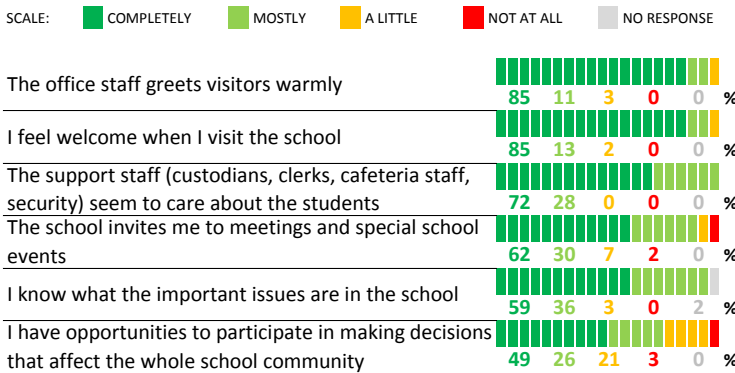 SCALE: COMPLETELY MOSTLY A LITTLE NOT AT ALL NO RESPONSE
The office staff greets visitors warmly
85 11 3 0 0 %
I feel welcome when I visit the school
85 13 2 0 0 %
The support staff (custodians, clerks, cafeteria staff,
security) seem to care about the students
72 28 0 0 0 %
The school invites me to meetings and special school
events
62 30 7 2 0 %
I know what the important issues are in the school
59 36 3 0 2 %
I have opportunities to participate in making decisions
that affect the whole school community
49 26 21 3 0 %